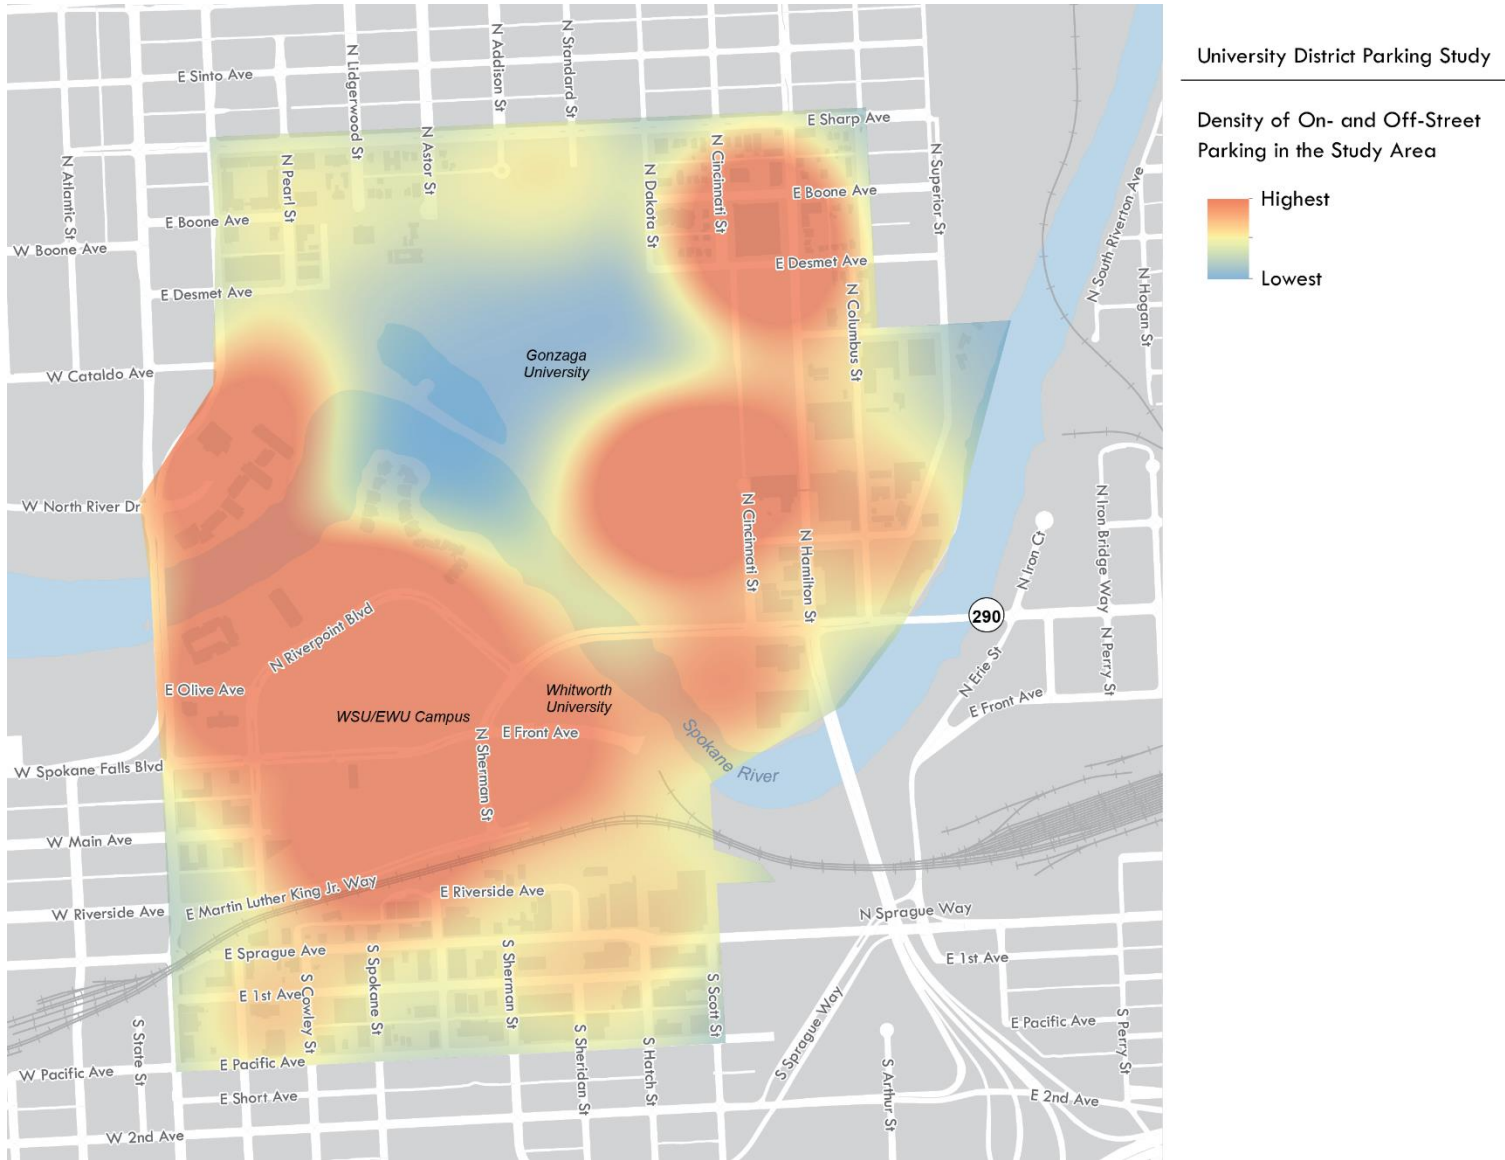 University District Parking Study
Density of On- and Off-Street
Parking in the Study Area
Highest
Lowest
E Sinto Ave
N Lidgerwood St
N Addison St
N Standard St
E Sharp Ave
N Astor St
N Atlantic St
N Pearl St
N Dakota St
N Cincinnati St
E Boone Ave
N Superior St
N South Riverton Ave
E Boone Ave
W Boone Ave
E Desmet Ave
E Desmet Ave
N Columbus St
N Hogan St
Gonzaga
University
W Cataldo Ave
W North River Dr
N Cincinnati St
N Hamilton St
N Iron Ct
N Iron Bridge Way
290
N Riverpoint Blvd
N Perry St
N Erie St
E Olive Ave
Whitworth
University
WSU/EWU Campus
E Front Ave
E Front Ave
N Sherman St
Spokane River
W Spokane Falls Blvd
W Main Ave
E Martin Luther King Jr. Way
E Riverside Ave
W Riverside Ave
N Sprague Way
E Sprague Ave
E 1st Ave
S Spokane St
S Sherman St
E 1st Ave
S Cowley St
S Scott St
S Sprague Way
E Pacific Ave
S Perry St
S State St
E Pacific Ave
W Pacific Ave
S Sheridan St
S Hatch St
S Arthur St
E Short Ave
E 2nd Ave
W 2nd Ave